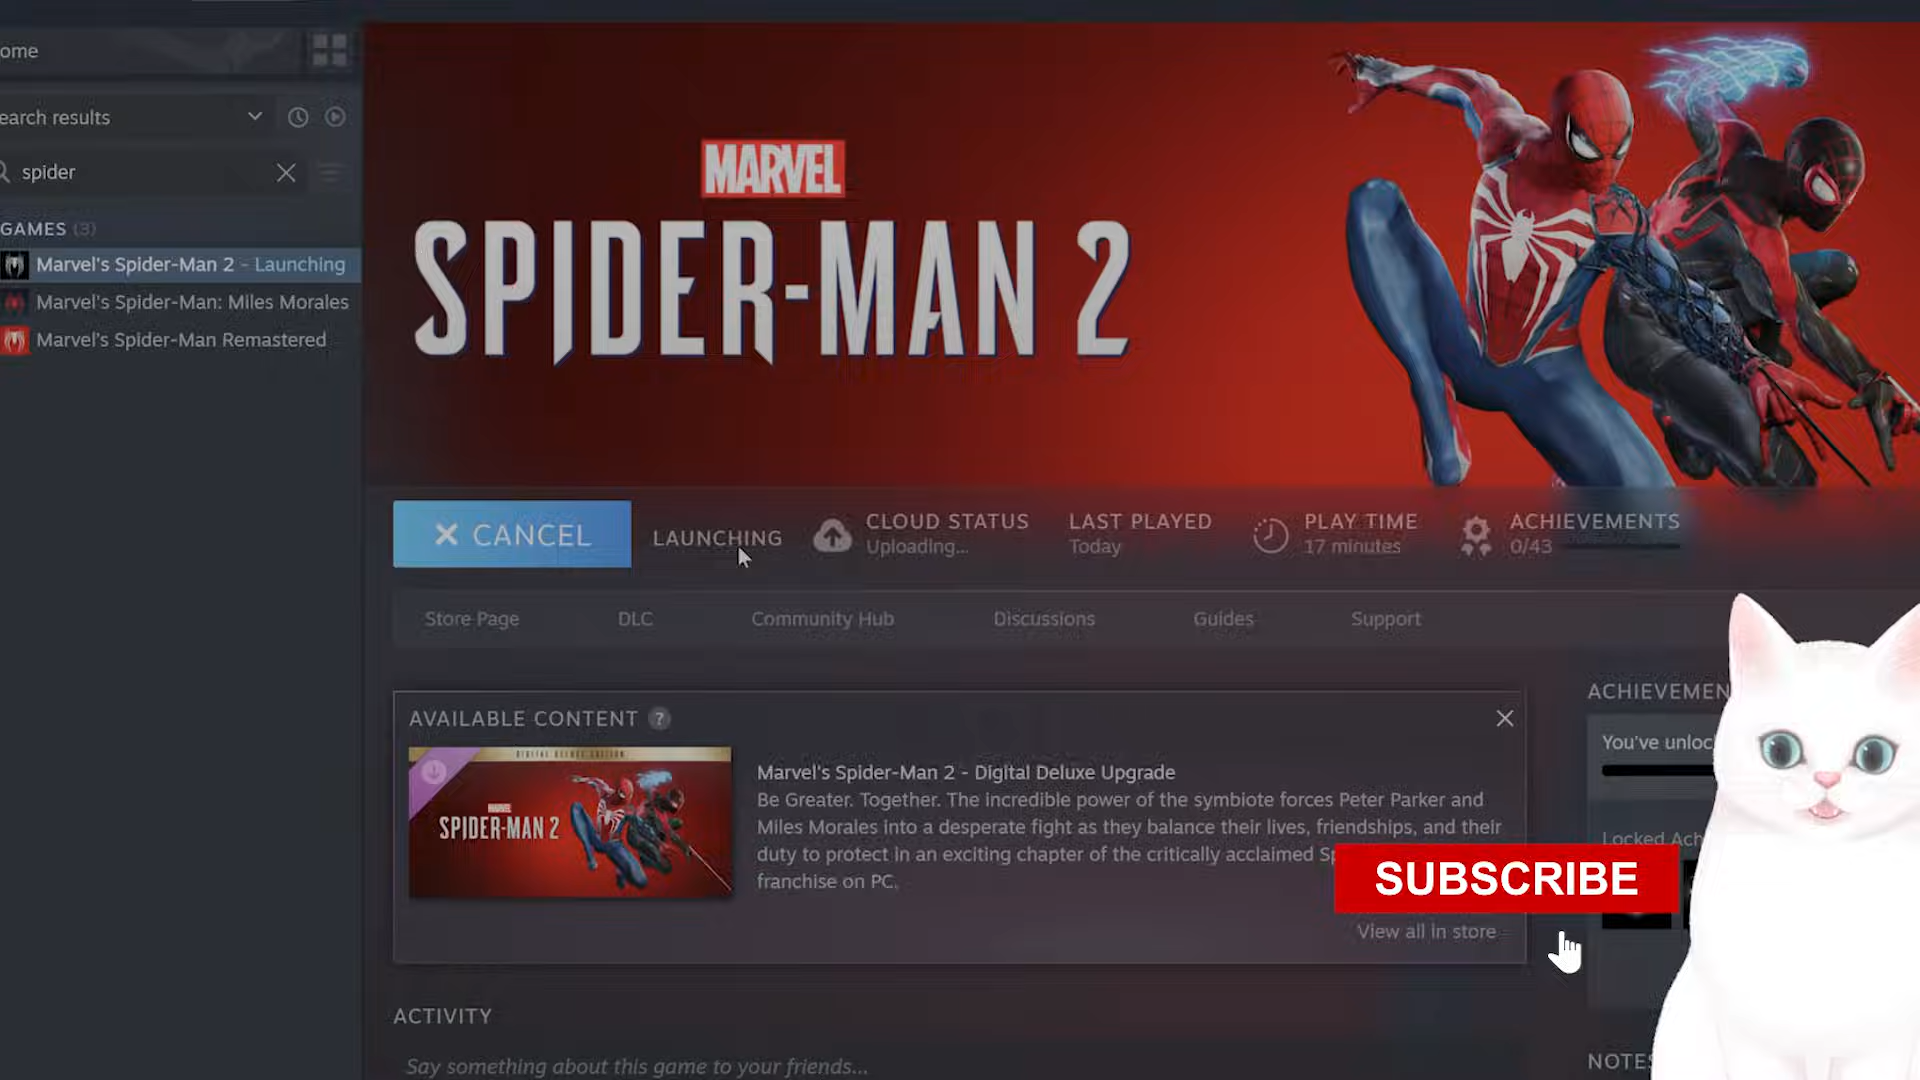 ome
earch results
spider
GAMES (3)
Marvel's Spider-Man 2 - Launching
Marvel's Spider-Man: Miles Morales
Marvel's Spider-Man Remastered
MARVEL
SPIDER-MAN 2
CANCEL
LAUNCHING
CLOUD STATUS
Uploading...
LAST PLAYED
Today
PLAY TIME
17 minutes
ACHIEVEMENTS
0/43
Store Page
DLC
Community Hub
Discussions
Guides
Support
AVAILABLE CONTENT ?
DIGITAL DELUXE EDITION
MARVEL
SPIDER-MAN 2
Marvel's Spider-Man 2 - Digital Deluxe Upgrade
Be Greater. Together. The incredible power of the symbiote forces Peter Parker and
Miles Morales into a desperate fight as they balance their lives, friendships, and their
duty to protect in an exciting chapter of the critically acclaimed Sp
franchise on PC.
View all in store
SUBSCRIBE
ACHIEVEMEN
You've unloc
Locked Ach
ACTIVITY
Say something about this game to your friends...
NOTES